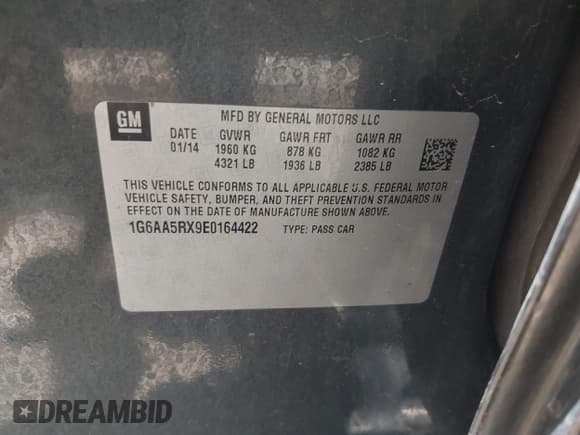 GM
MFD BY GENERAL MOTORS LLC
DATE GVWR GAWR FRT GAWR RR
01/14 1960 KG 878 KG 1082 KG
4321 LB 1936 LB 2385 LB
THIS VEHICLE CONFORMS TO ALL APPLICABLE U.S. FEDERAL MOTOR
VEHICLE SAFETY, BUMPER, AND THEFT PREVENTION STANDARDS IN
EFFECT ON THE DATE OF MANUFACTURE SHOWN ABOVE.
1G6AA5RX9E0164422 TYPE: PASS CAR
DREAMBID